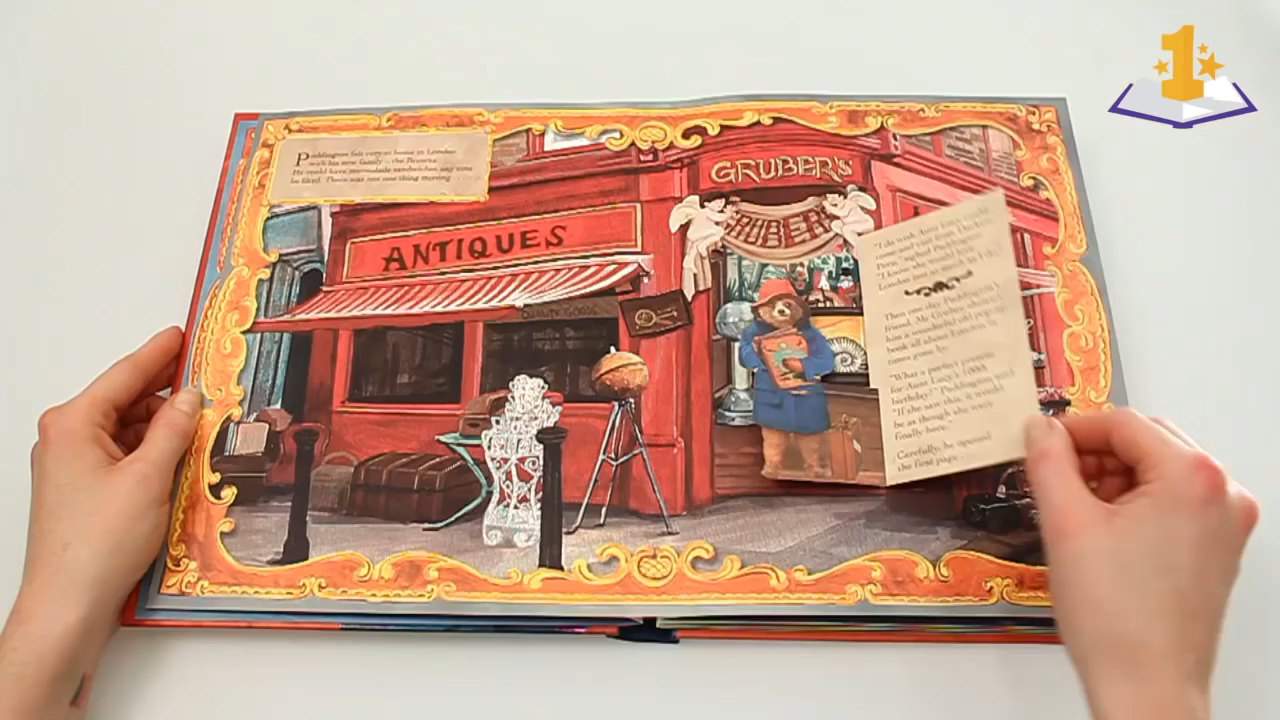 Paddington felt very at home in London
with his new family – the Browns.
He could have marmalade sandwiches any time
he liked. There was just one thing missing
ANTIQUES
QUALITY GOODS
GRUBER'S
GRUBER
"I do wish Aunt Lucy could
come and visit from Darkest
Peru," sighed Paddington.
"I know she would love
London just as much as I do."
Then one day Paddington's
friend, Mr Gruber, showed
him a wonderful old pop-up
book all about London in
times gone by.
"What a perfect present
for Aunt Lucy's 100th
birthday!" Paddington said.
"If she saw this, it would
be as though she were
finally here."
Carefully, he opened
the first page
1